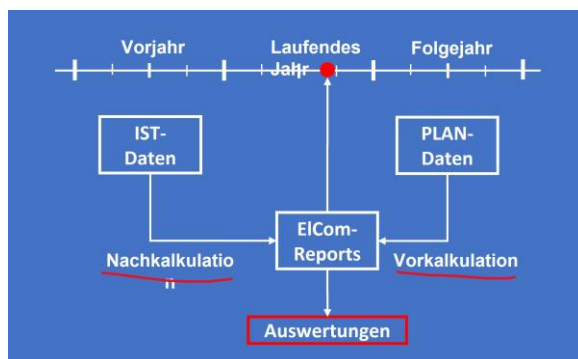 Vorjahr
Laufendes
Jahr
Folgejahr
IST-
Daten
PLAN-
Daten
ElCom-
Reports
Nachkalkulatio
n
Vorkalkulation
Auswertungen